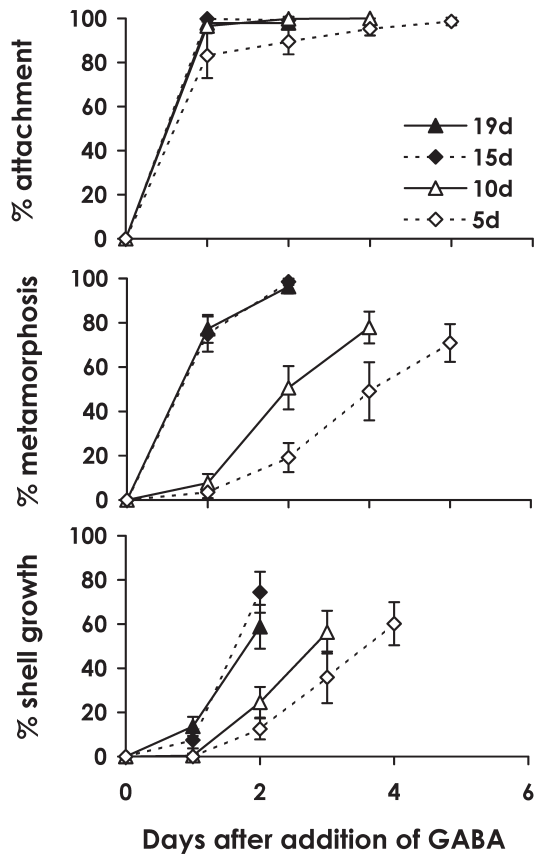 100
80
60
40
20
0
% attachment
19d
15d
10d
5d
100
80
60
40
20
0
% metamorphosis
100
80
60
40
20
0
% shell growth
0 2 4 6
Days after addition of GABA